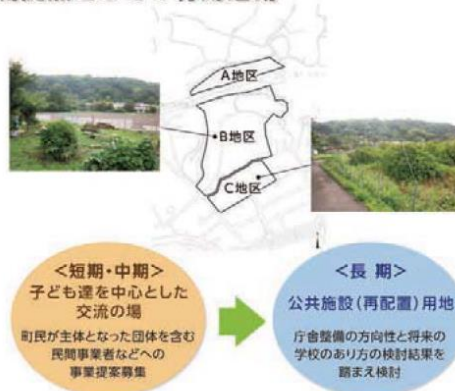 A地区
B地区
C地区
＜短期・中期＞
子ども達を中心とした
交流の場
町民が主体となった団体を含む
民間事業者などへの
事業提案募集
＜長 期＞
公共施設(再配置)用地
庁舎整備の方向性と将来の
学校のあり方の検討結果を
踏まえ検討